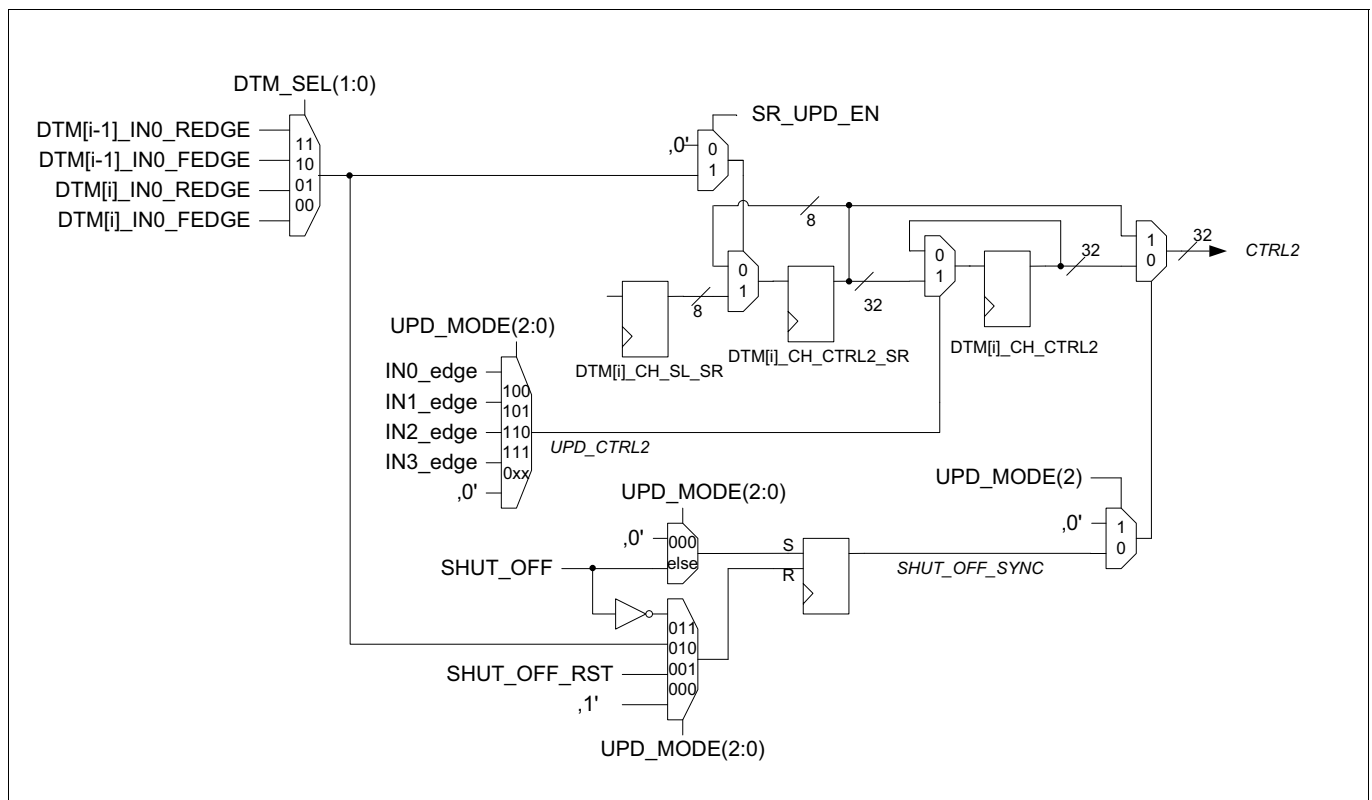 DTM_SEL(1:0)
DTM[i-1]_IN0_REDGE
DTM[i-1]_IN0_FEDGE
DTM[i]_IN0_REDGE
DTM[i]_IN0_FEDGE
11
10
01
00
SR_UPD_EN
‚0'
0
1
8
0
1
8
32
DTM[i]_CH_SL_SR
DTM[i]_CH_CTRL2_SR
0
1
32
DTM[i]_CH_CTRL2
1
0
32
CTRL2
UPD_MODE(2:0)
IN0_edge
IN1_edge
IN2_edge
IN3_edge
‚0'
100
101
110
111
0xx
UPD_CTRL2
UPD_MODE(2:0)
‚0'
000
else
SHUT_OFF
S
R
SHUT_OFF_SYNC
UPD_MODE(2)
‚0'
1
0
011
010
001
000
SHUT_OFF_RST
‚1'
UPD_MODE(2:0)